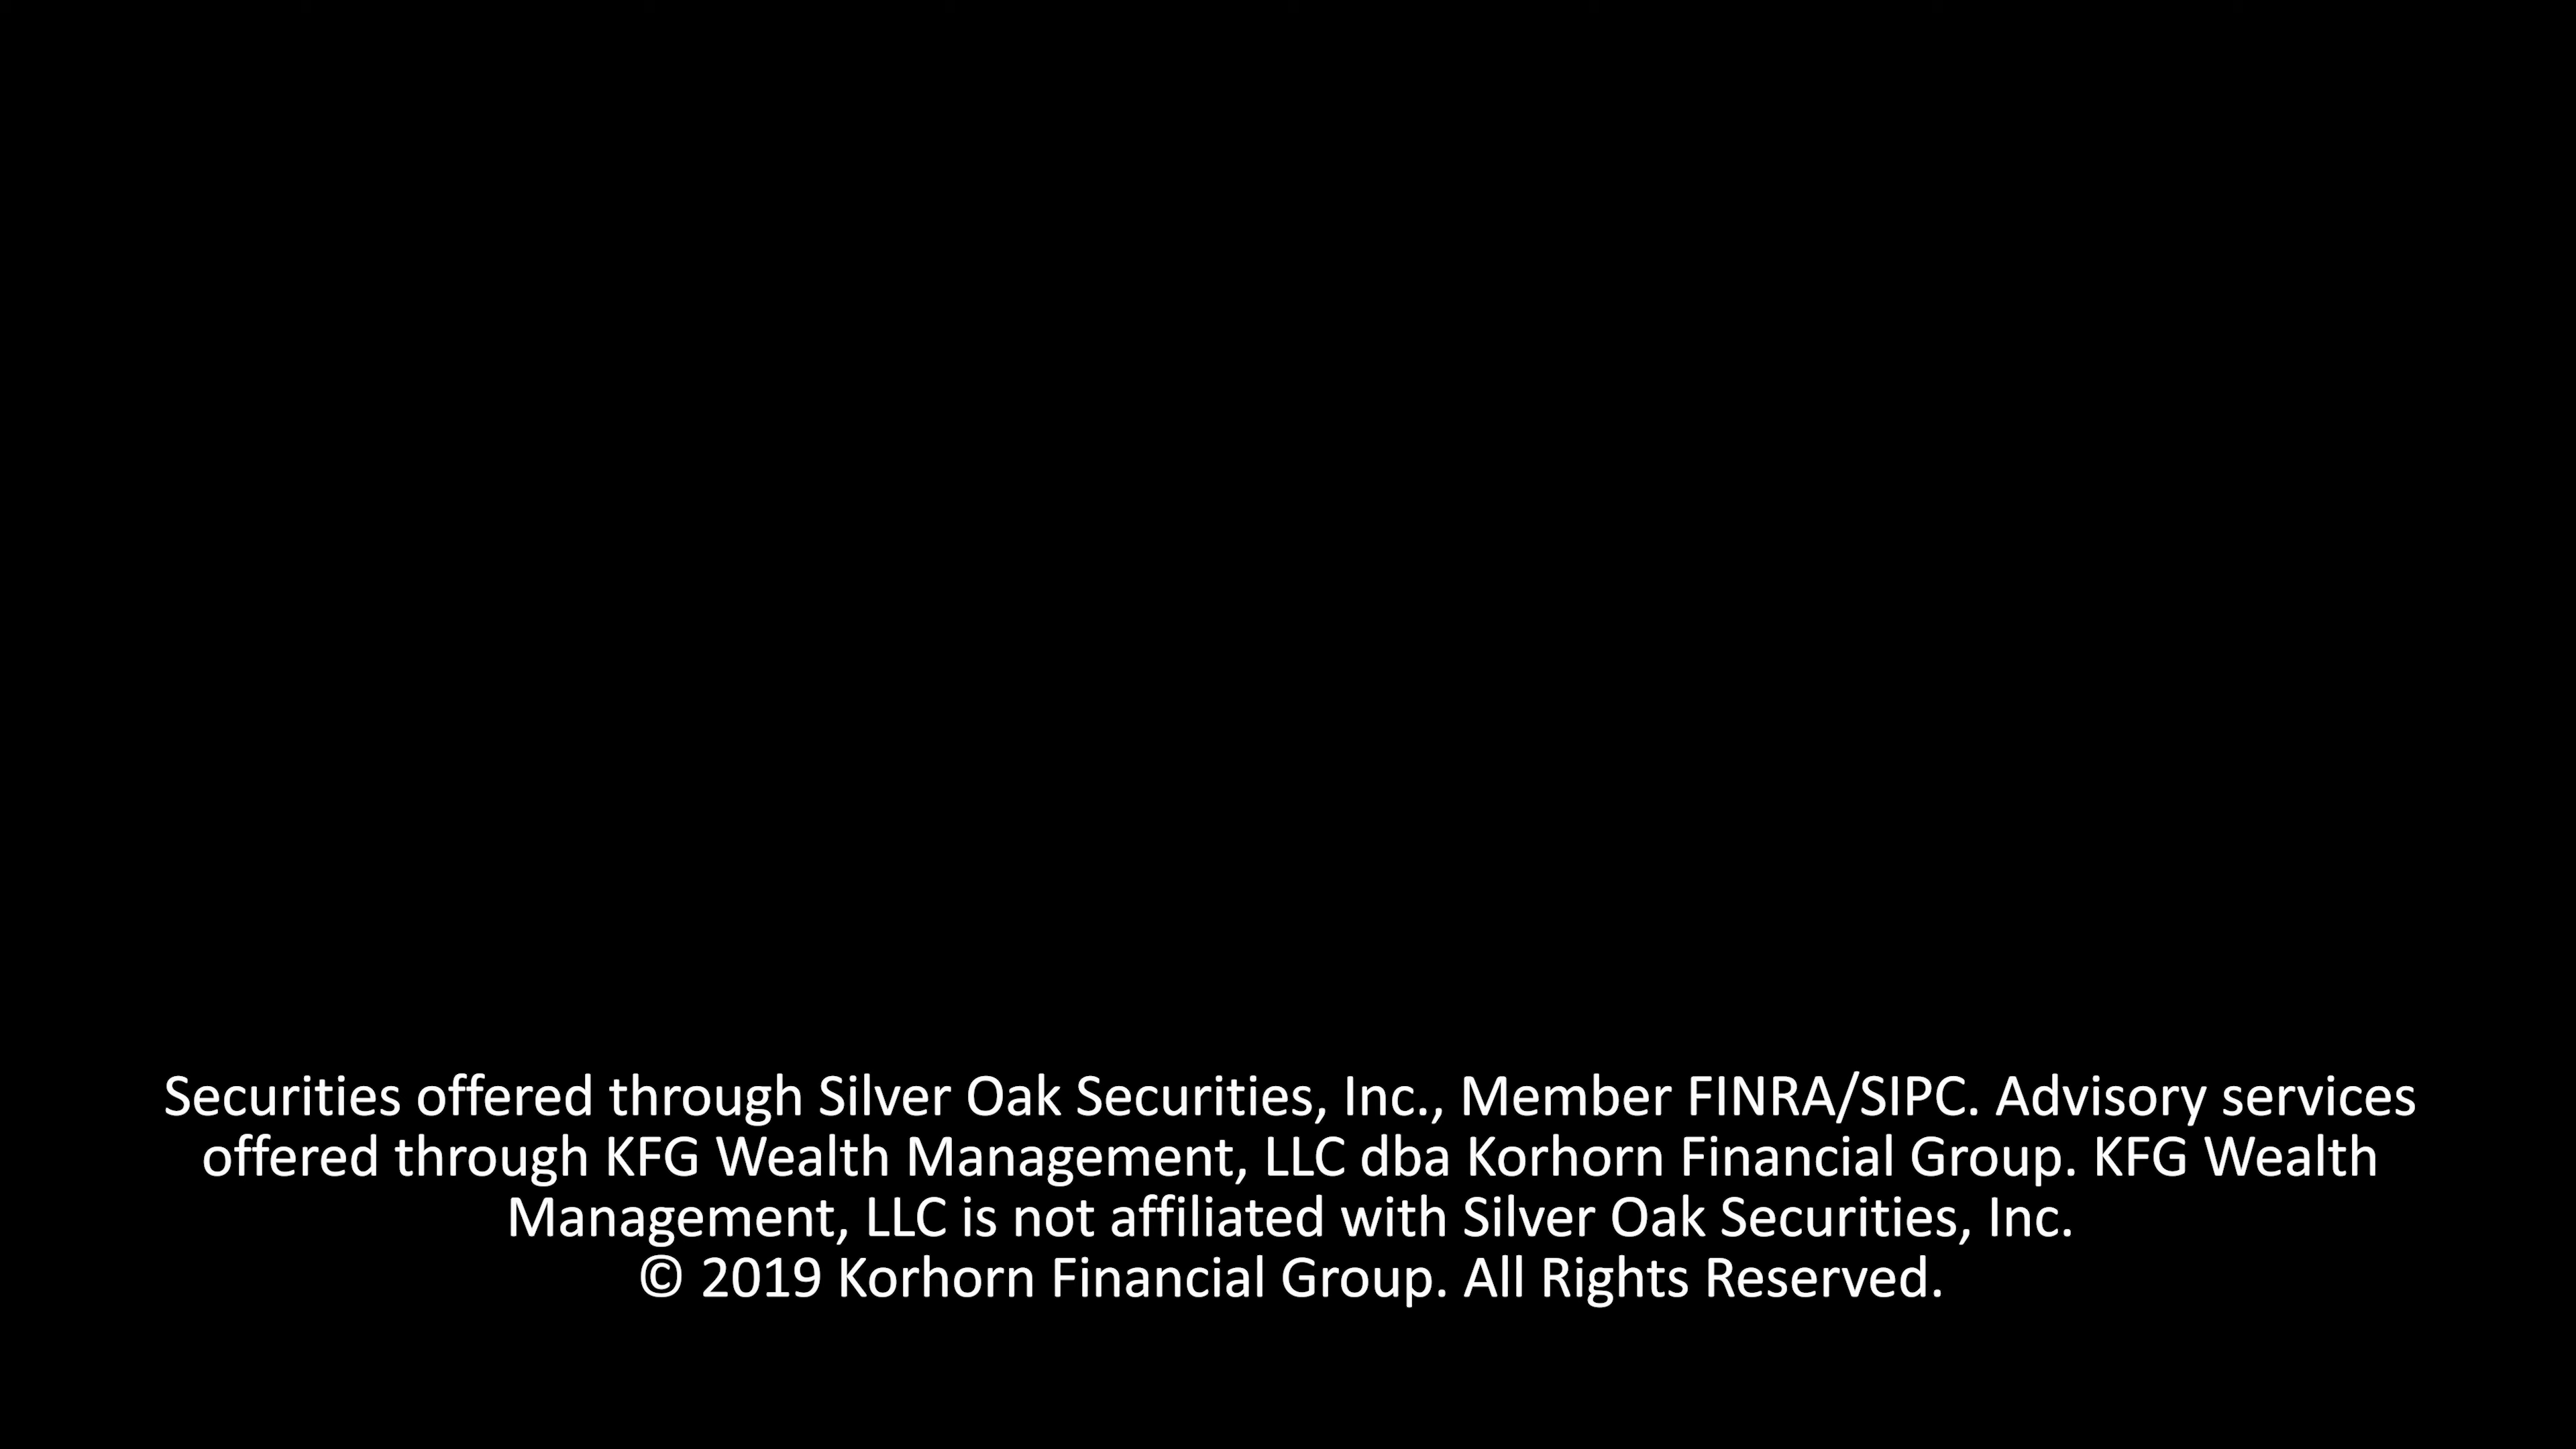 Securities offered through Silver Oak Securities, Inc., Member FINRA/SIPC. Advisory services
offered through KFG Wealth Management, LLC dba Korhorn Financial Group. KFG Wealth
Management, LLC is not affiliated with Silver Oak Securities, Inc.
© 2019 Korhorn Financial Group. All Rights Reserved.